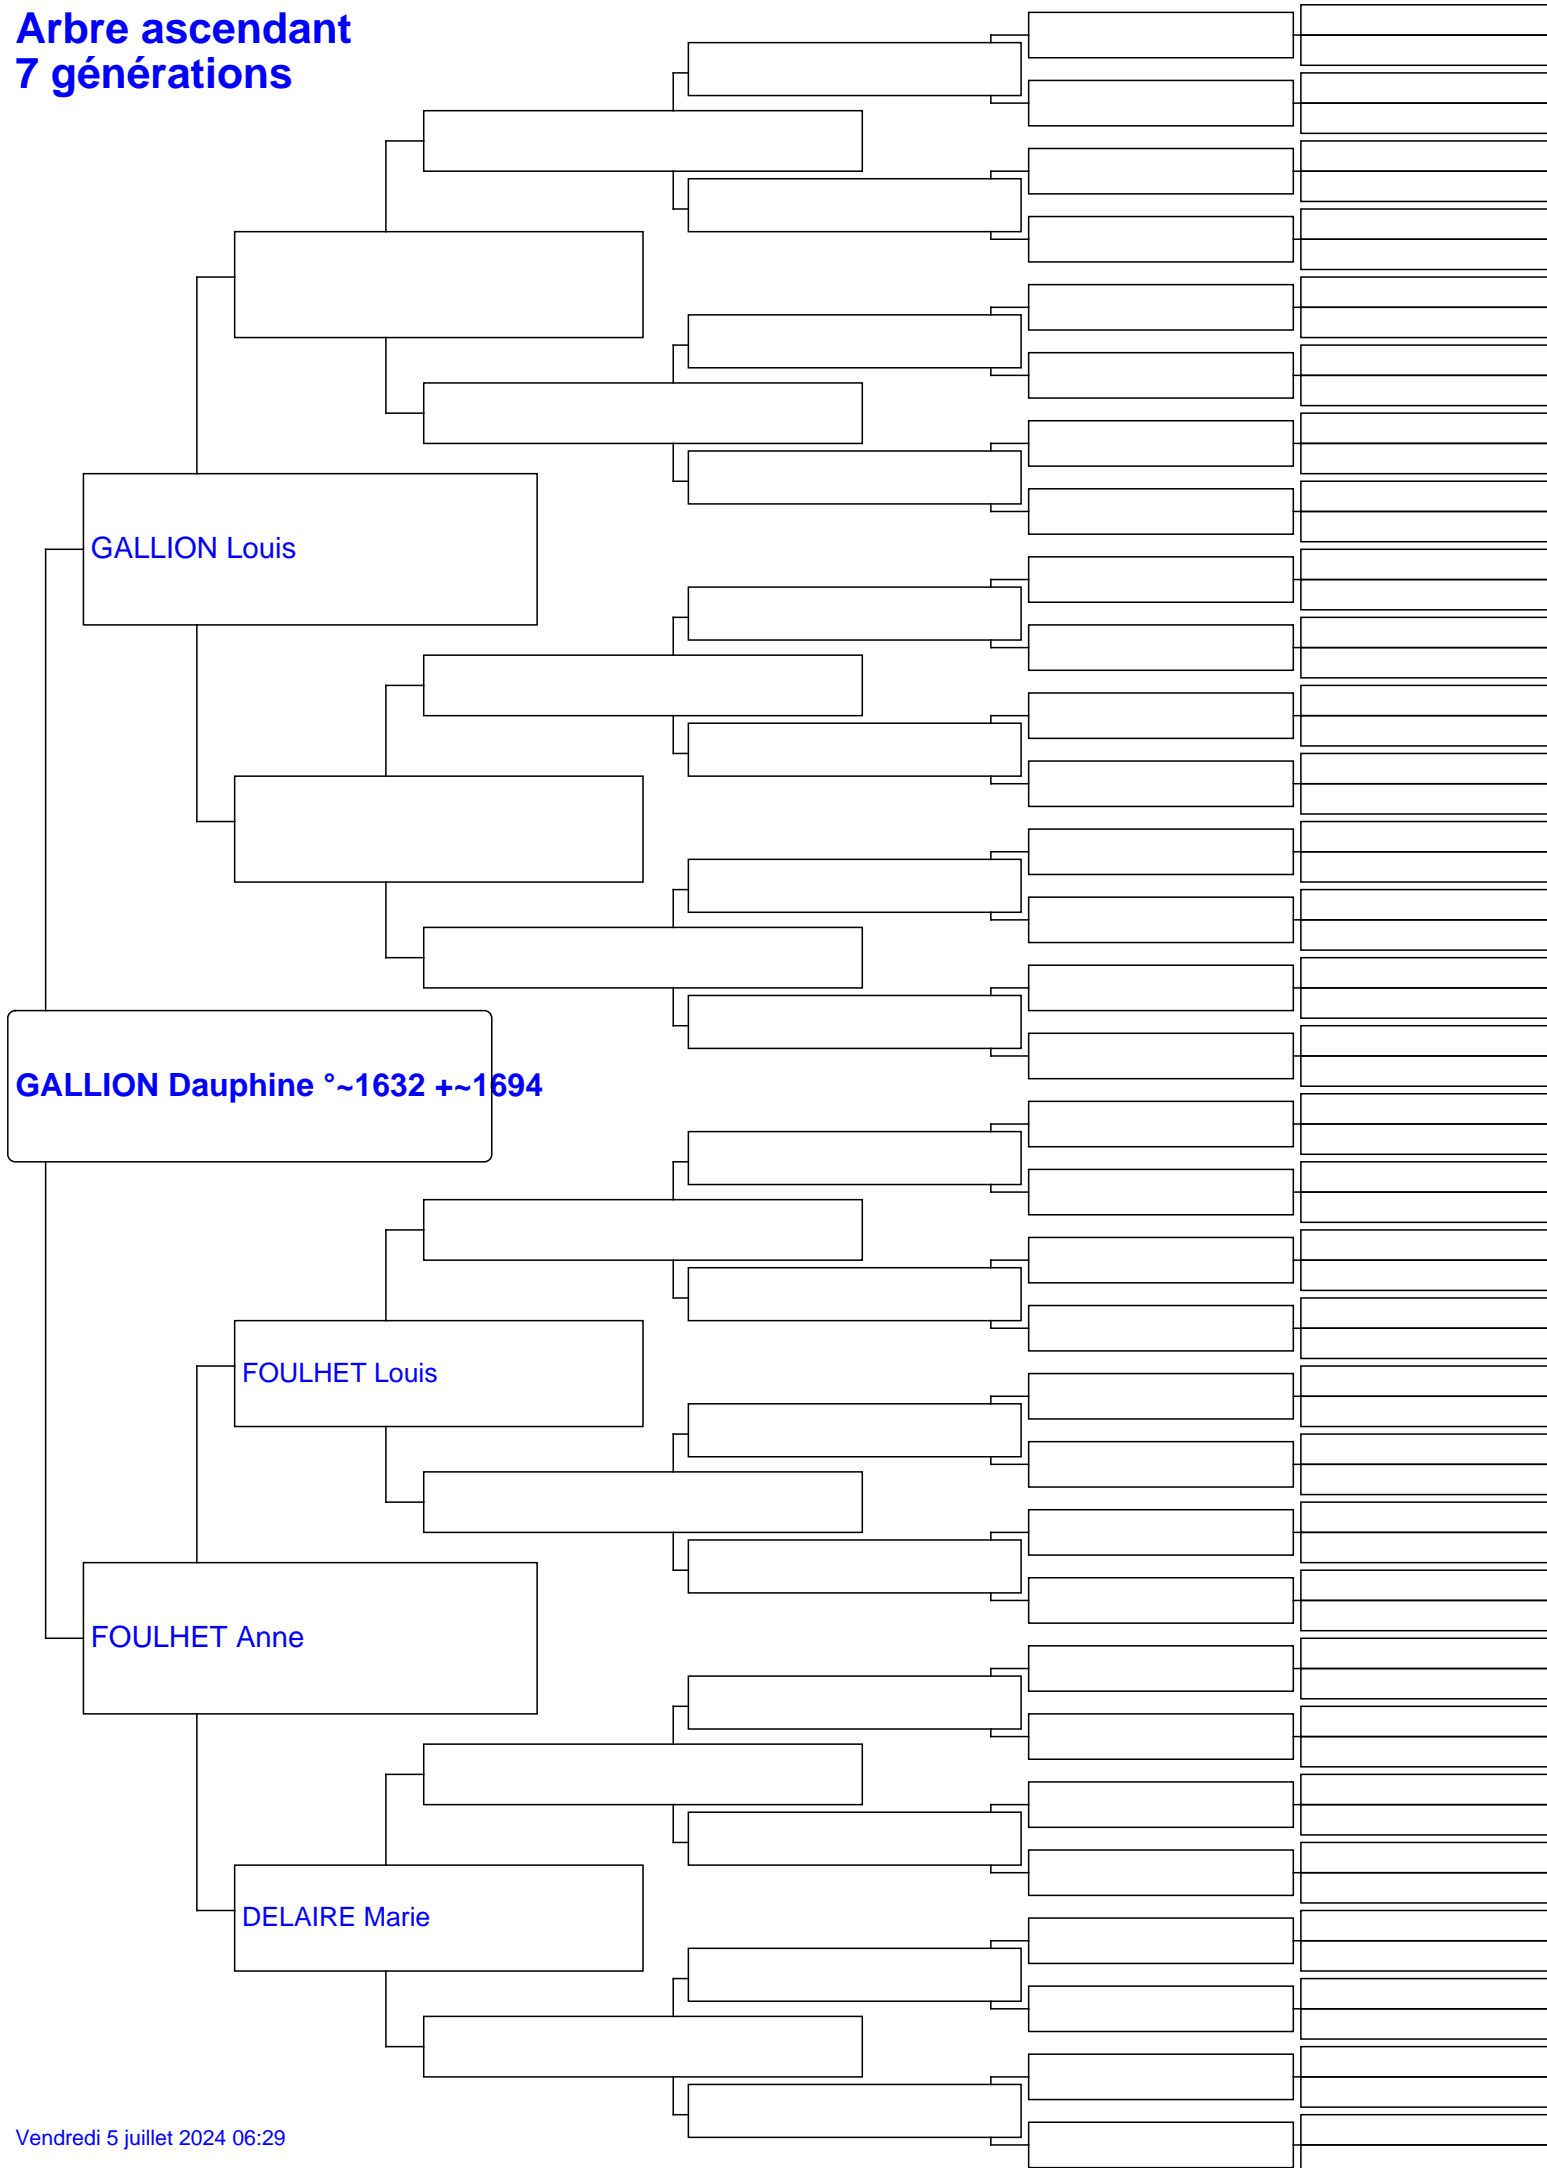 Arbre ascendant
7 générations
GALLION Louis
GALLION Dauphine °~1632 +~1694
FOULHET Louis
FOULHET Anne
DELAIRE Marie
Vendredi 5 juillet 2024 06:29